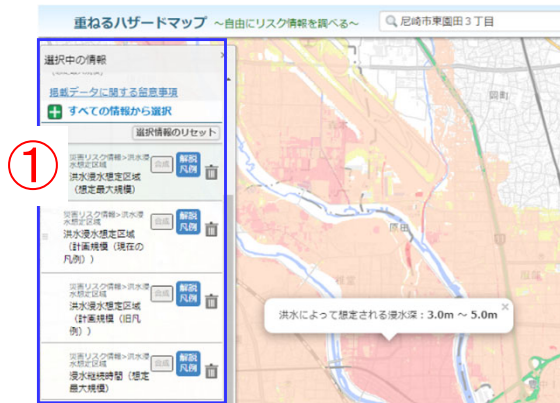 重ねるハザードマップ ～自由にリスク情報を調べる～
尼崎市東園田３丁目
選択中の情報
掲載データに関する留意事項
すべての情報から選択
選択情報のリセット
①
災害リスク情報>洪水浸
水想定区域
洪水浸水想定区域
（想定最大規模）
合成
解説
凡例
災害リスク情報>洪水浸
水想定区域
洪水浸水想定区域
（計画規模（現在の
凡例））
合成
解説
凡例
災害リスク情報>洪水浸
水想定区域
洪水浸水想定区域
（計画規模（旧凡
例））
合成
解説
凡例
災害リスク情報>洪水浸
水想定区域
浸水継続時間（想定
最大規模）
合成
解説
凡例
原田
洪水によって想定される浸水深：3.0m ～ 5.0m